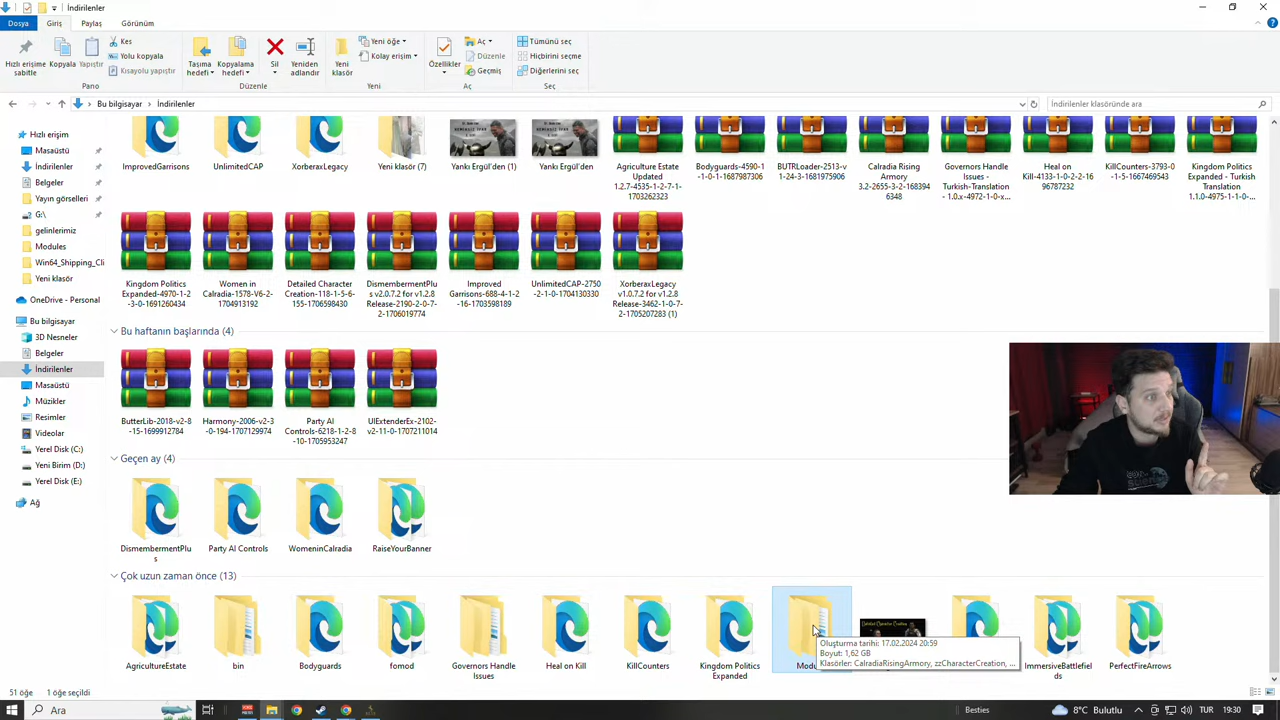 İndirilenler
Dosya
Giriş
Paylaş
Görünüm
Hızlı erişime
sabitle
Kopyala
Yapıştır
Kes
Yolu kopyala
Kısayolu yapıştır
Taşıma
hedefi
Kopyalama
hedefi
Sil
Yeniden
adlandır
Yeni
klasör
Yeni öğe
Kolay erişim
Özellikler
Aç
Düzenle
Geçmiş
Tümünü seç
Hiçbirini seçme
Diğerlerini seç
Pano
Düzenle
Yeni
Aç
Seç
Bu bilgisayar
İndirilenler
İndirilenler klasöründe ara
Hızlı erişim
Masaüstü
İndirilenler
Belgeler
Yayın görselleri
G:\
gelinlerimiz
Modules
Win64_Shipping_Cli
Yeni klasör
OneDrive - Personal
Bu bilgisayar
3D Nesneler
Belgeler
İndirilenler
Masaüstü
Müzikler
Resimler
Videolar
Yerel Disk (C:)
Yeni Birim (D:)
Yerel Disk (E:)
Ağ
ImprovedGarrisons
UnlimitedCAP
XorberaxLegacy
Yeni klasör (7)
Yankı Ergül'den (1)
Yankı Ergül'den
Agriculture Estate
Updated
1.2.7-4535-1-2-7-1-
1703262323
Bodyguards-4590-
1-1-0-1-1687987306
BUTRLoader-2513-v
1-24-3-1681975906
Calradia Rising
Armory
3.2-2655-3-2-168394
6348
Governors Handle
Issues -
Turkish-Translation
- 1.0.x-4972-1-0-x-...
Heal on
Kill-4133-1-0-2-2-16
96787232
KillCounters-3793-0
-1-5-1667469543
Kingdom Politics
Expanded - Turkish
Translation
1.1.0-4975-1-1-0-...
Kingdom Politics
Expanded-4970-1-2
-3-0-1691260434
Women in
Calradia-1578-V6-2-
1704913192
Detailed Character
Creation-118-1-5-6-
155-1706598430
DismembermentPlu
s v2.0.7.2 for v1.2.8
Release-2190-2-0-7-
2-1706019774
Improved
Garrisons-688-4-1-2
-16-1703598189
UnlimitedCAP-2750
-2-1-0-1704130330
XorberaxLegacy
v1.0.7.2 for v1.2.8
Release-3462-1-0-7-
2-1705207283 (1)
Bu haftanın başlarında (4)
ButterLib-2018-v2-8
-15-1699912784
Harmony-2006-v2-3
-0-194-1707129974
Party AI
Controls-6218-1-2-8
-10-1705953247
UIExtenderEx-2102-
v2-11-0-1707211014
Geçen ay (4)
DismembermentPlu
s
Party AI Controls
WomeninCalradia
RaiseYourBanner
Çok uzun zaman önce (13)
AgricultureEstate
bin
Bodyguards
fomod
Governors Handle
Issues
Heal on Kill
KillCounters
Kingdom Politics
Expanded
Modu
ImmersiveBattlefiel
ds
PerfectFireArrows
Oluşturma tarihi: 17.02.2024 20:59
Boyut: 1,62 GB
Klasörler: CalradiaRisingArmory, zzCharacterCreation, ...
51 öğe
1 öğe seçildi
Ara
Besties
8°C Bulutlu
TUR
19:30